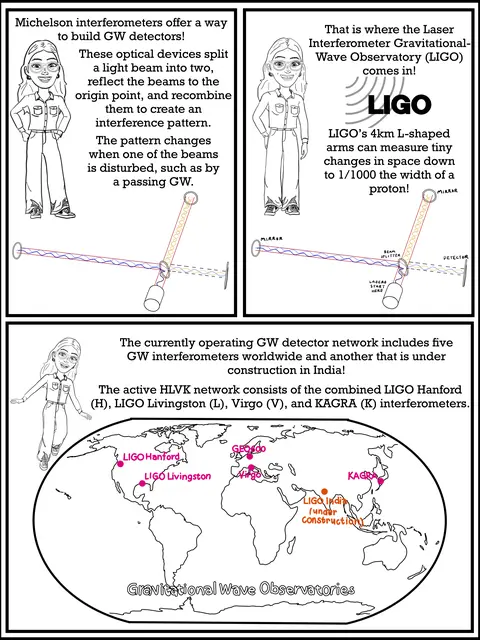 Michelson interferometers offer a way
to build GW detectors!
These optical devices split
a light beam into two,
reflect the beams to the
origin point, and recombine
them to create an
interference pattern.
The pattern changes
when one of the beams
is disturbed, such as by
a passing GW.
That is where the Laser
Interferometer Gravitational-
Wave Observatory (LIGO)
comes in!
LIGO
LIGO's 4km L-shaped
arms can measure tiny
changes in space down
to 1/1000 the width of a
proton!
MIRROR
MIRROR
BEAM
SPLITTER
DETECTOR
LASERS
START
HERE
The currently operating GW detector network includes five
GW interferometers worldwide and another that is under
construction in India!
The active HLVK network consists of the combined LIGO Hanford
(H), LIGO Livingston (L), Virgo (V), and KAGRA (K) interferometers.
LIGO Hanford
GEO600
LIGO Livingston
Virgo
KAGRA
LIGO India
(under
construction)
Gravitational Wave Observatories